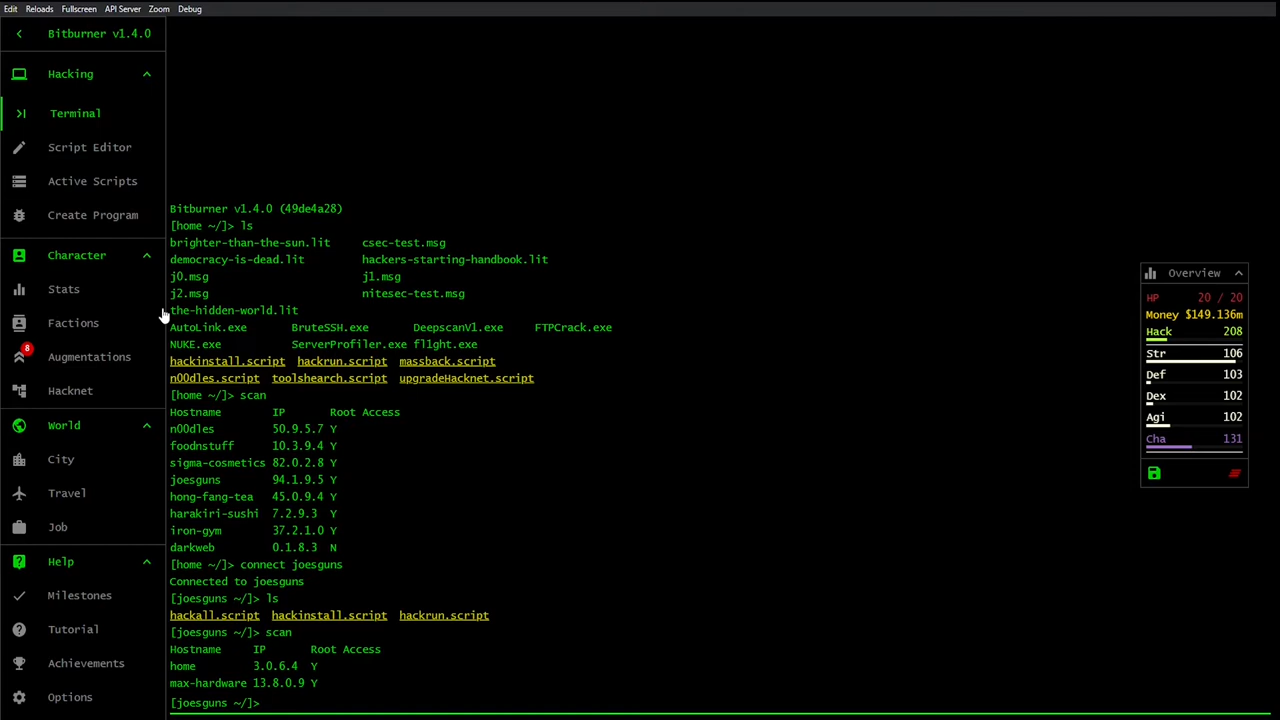 Edit Reloads Fullscreen API Server Zoom Debug
Bitburner v1.4.0
Hacking
Terminal
Script Editor
Active Scripts
Create Program
Character
Stats
Factions
8
Augmentations
Hacknet
World
City
Travel
Job
Help
Milestones
Tutorial
Achievements
Options
Bitburner v1.4.0 (49de4a28)
[home ~/]> ls
brighter-than-the-sun.lit csec-test.msg
democracy-is-dead.lit hackers-starting-handbook.lit
j0.msg j1.msg
j2.msg nitesec-test.msg
the-hidden-world.lit
AutoLink.exe BruteSSH.exe DeepscanV1.exe FTPCrack.exe
NUKE.exe ServerProfiler.exe fl1ght.exe
hackinstall.script hackrun.script massback.script
n00dles.script toolshearch.script upgradeHacknet.script
[home ~/]> scan
Hostname IP Root Access
n00dles 50.9.5.7 Y
foodnstuff 10.3.9.4 Y
sigma-cosmetics 82.0.2.8 Y
joesguns 94.1.9.5 Y
hong-fang-tea 45.0.9.4 Y
harakiri-sushi 7.2.9.3 Y
iron-gym 37.2.1.0 Y
darkweb 0.1.8.3 N
[home ~/]> connect joesguns
Connected to joesguns
[joesguns ~/]> ls
hackall.script hackinstall.script hackrun.script
[joesguns ~/]> scan
Hostname IP Root Access
home 3.0.6.4 Y
max-hardware 13.8.0.9 Y
[joesguns ~/]>
Overview
HP 20 / 20
Money $149.136m
Hack 208
Str 106
Def 103
Dex 102
Agi 102
Cha 131